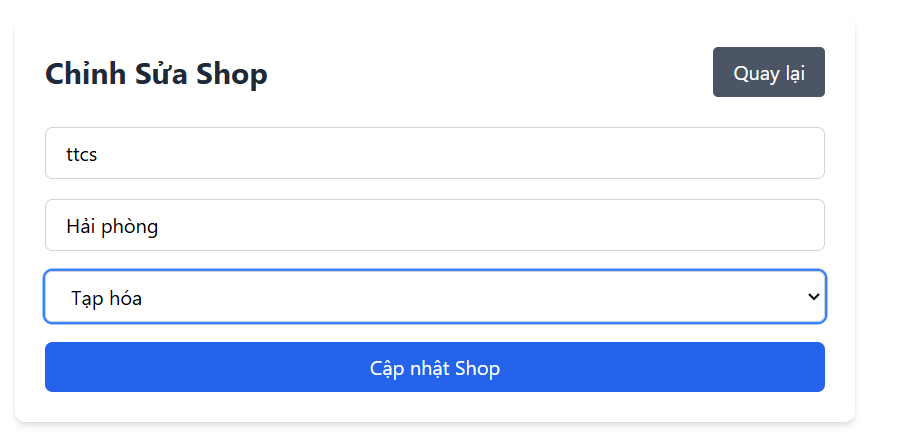 Chỉnh Sửa Shop
Quay lại
ttcs
Hải phòng
Tạp hóa
Cập nhật Shop